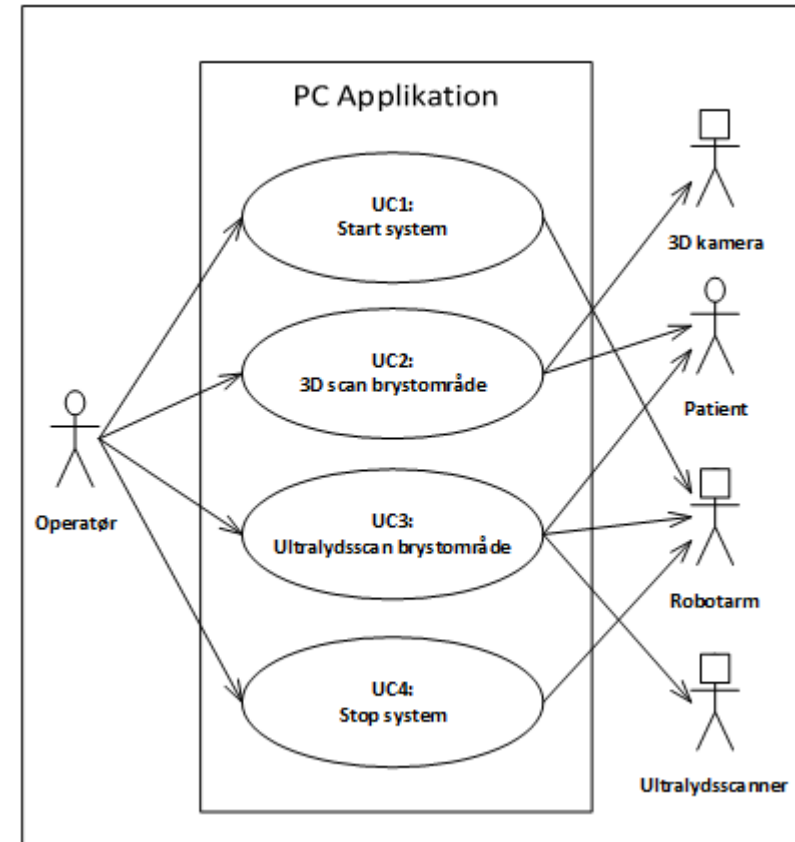 PC Applikation
UC1:
Start system
3D kamera
UC2:
3D scan brystområde
Patient
Operatør
UC3:
Ultralydsscan brystområde
Robotarm
UC4:
Stop system
Ultralydsscanner